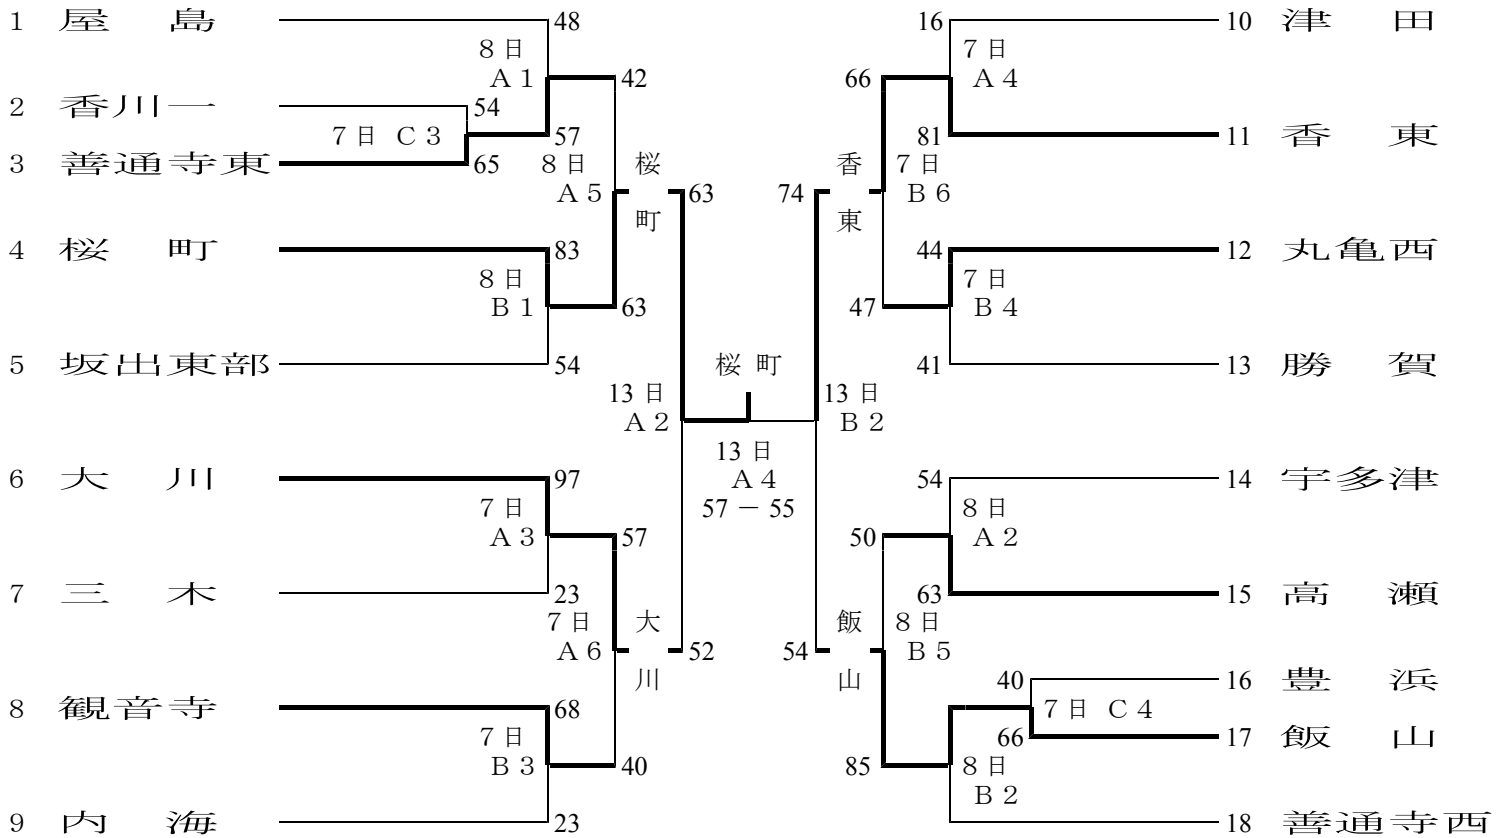 1 屋島 48 16 10 津田
8日 7日
A1 42 66 A4
2 香川一 54
7日 C3 57 81 11 香東
3 善通寺東 65 8日 桜 香 7日
A5 63 74 B6
町 東
4 桜町 83 44 12 丸亀西
8日 7日
B1 63 47 B4
5 坂出東部 54 桜町 41 13 勝賀
13日 13日
A2 B2
13日
6 大川 97 A4 54 14 宇多津
7日 57－55 8日
A3 57 50 A2
7 三木 23 63 15 高瀬
7日 大 飯 8日
A6 52 54 B5
川 山 40 16 豊浜
8 観音寺 68 7日 C4
7日 66 17 飯山
B3 40 85 8日
B2
9 内海 23 18 善通寺西